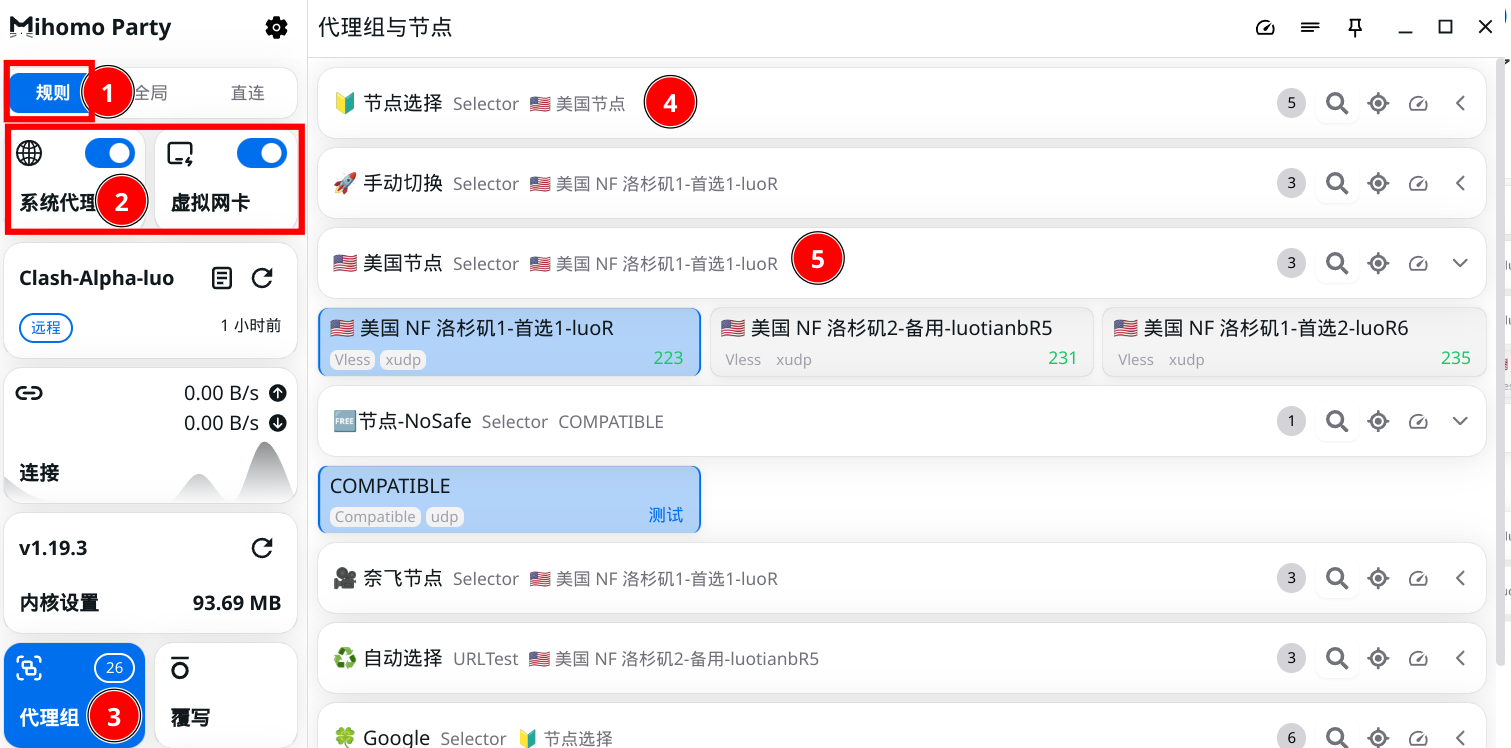 Mihomo Party
代理组与节点
规则
1
全局
直连
系统代理
2
虚拟网卡
Clash-Alpha-luo
远程
1 小时前
0.00 B/s
0.00 B/s
连接
v1.19.3
内核设置
93.69 MB
26
代理组
3
覆写
节点选择 Selector 🇺🇸 美国节点
4
5
手动切换 Selector 🇺🇸 美国 NF 洛杉矶1-首选1-luoR
3
🇺🇸 美国节点 Selector 🇺🇸 美国 NF 洛杉矶1-首选1-luoR
5
3
🇺🇸 美国 NF 洛杉矶1-首选1-luoR
Vless xudp 223
🇺🇸 美国 NF 洛杉矶2-备用-luotianbR5
Vless xudp 231
🇺🇸 美国 NF 洛杉矶1-首选2-luoR6
Vless xudp 235
FREE节点-NoSafe Selector COMPATIBLE
1
COMPATIBLE
Compatible udp 测试
奈飞节点 Selector 🇺🇸 美国 NF 洛杉矶1-首选1-luoR
3
自动选择 URLTest 🇺🇸 美国 NF 洛杉矶2-备用-luotianbR5
3
Google Selector 节点选择
6